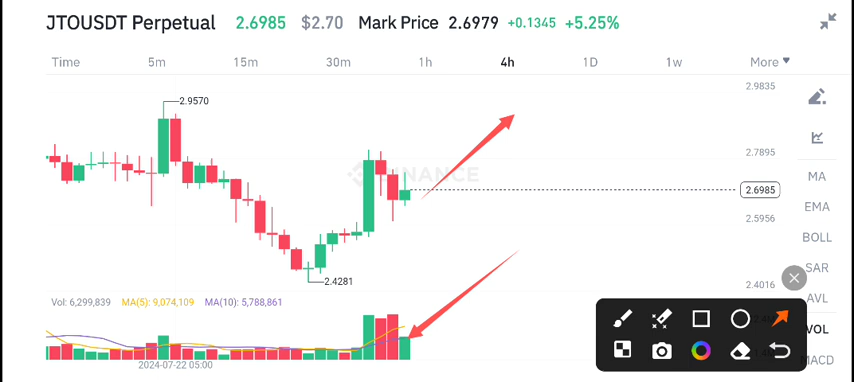 JTOUSDT Perpetual 2.6985 $2.70 Mark Price 2.6979 +0.1345 +5.25%
Time 5m 15m 30m 1h 4h 1D 1w More
2.9835
2.9570
2.7895
MA
BINANCE
2.6985
EMA
2.5956
BOLL
SAR
2.4281
2.4016
AVL
Vol: 6,299,839 MA(5): 9,074,109 MA(10): 5,788,861
VOL
MACD
2024-07-22 05:00